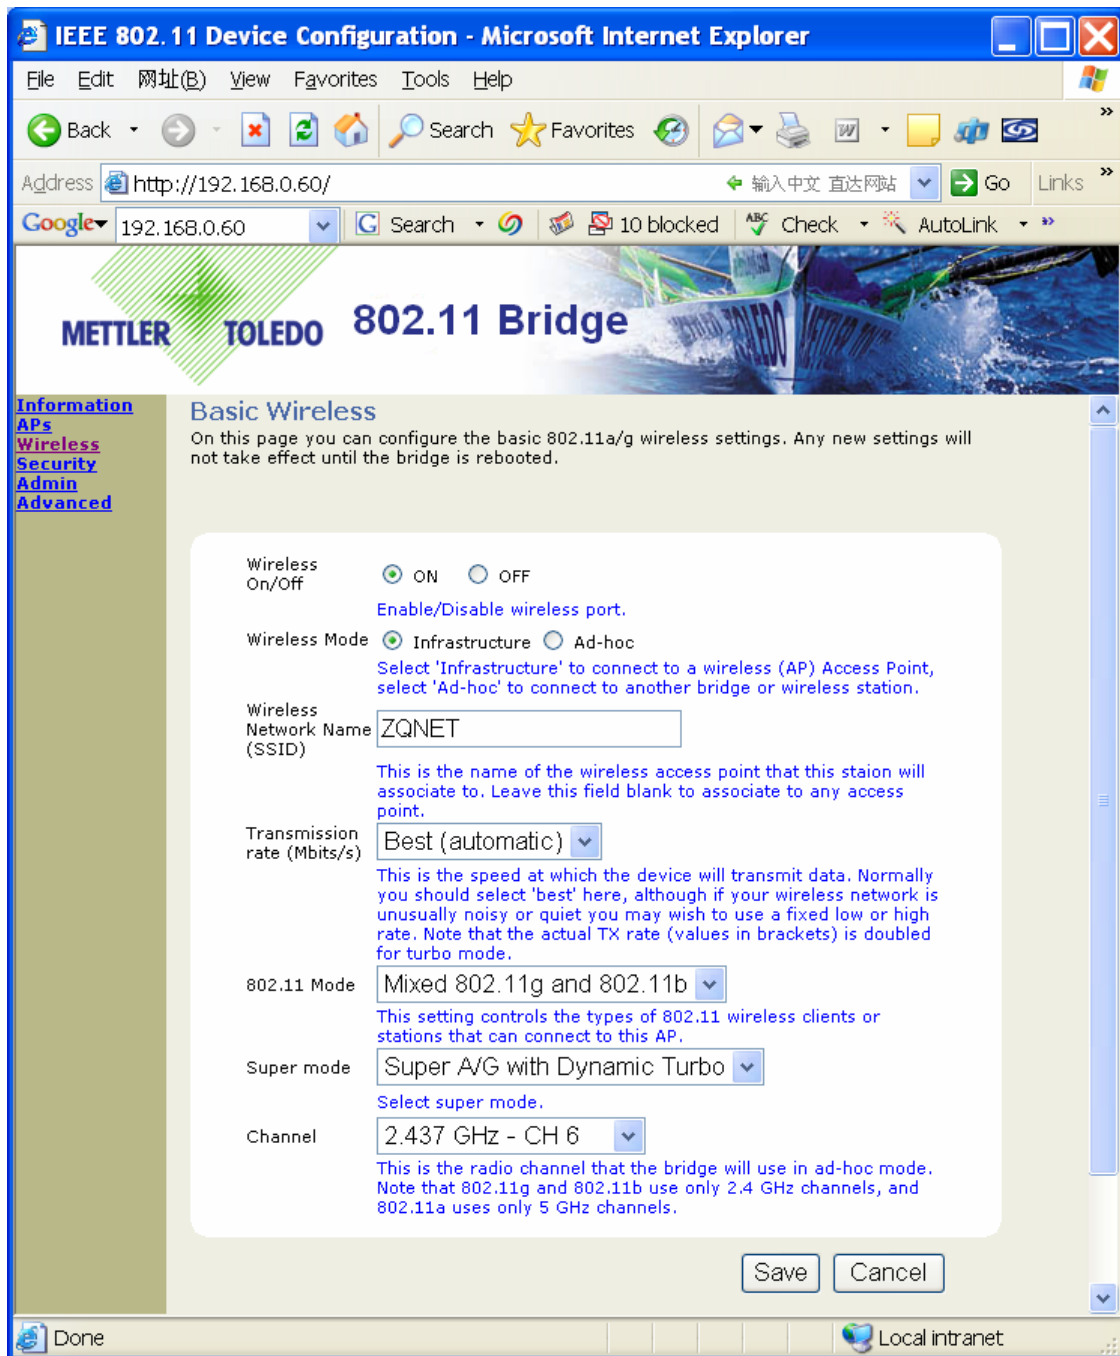 IEEE 802.11 Device Configuration - Microsoft Internet Explorer
File Edit 网址(B) View Favorites Tools Help
Back Search Favorites »
Address http://192.168.0.60/ 输入中文 直达网站 Go Links »
Google 192.168.0.60 G Search 10 blocked ABC Check AutoLink »
METTLER TOLEDO 802.11 Bridge
Information
APs
Wireless
Security
Admin
Advanced
Basic Wireless
On this page you can configure the basic 802.11a/g wireless settings. Any new settings will
not take effect until the bridge is rebooted.
Wireless
On/Off
ON OFF
Enable/Disable wireless port.
Wireless Mode Infrastructure Ad-hoc
Select 'Infrastructure' to connect to a wireless (AP) Access Point,
select 'Ad-hoc' to connect to another bridge or wireless station.
Wireless
Network Name
(SSID)
ZQNET
This is the name of the wireless access point that this staion will
associate to. Leave this field blank to associate to any access
point.
Transmission
rate (Mbits/s)
Best (automatic)
This is the speed at which the device will transmit data. Normally
you should select 'best' here, although if your wireless network is
unusually noisy or quiet you may wish to use a fixed low or high
rate. Note that the actual TX rate (values in brackets) is doubled
for turbo mode.
802.11 Mode Mixed 802.11g and 802.11b
This setting controls the types of 802.11 wireless clients or
stations that can connect to this AP.
Super mode Super A/G with Dynamic Turbo
Select super mode.
Channel 2.437 GHz - CH 6
This is the radio channel that the bridge will use in ad-hoc mode.
Note that 802.11g and 802.11b use only 2.4 GHz channels, and
802.11a uses only 5 GHz channels.
Save Cancel
Done Local intranet